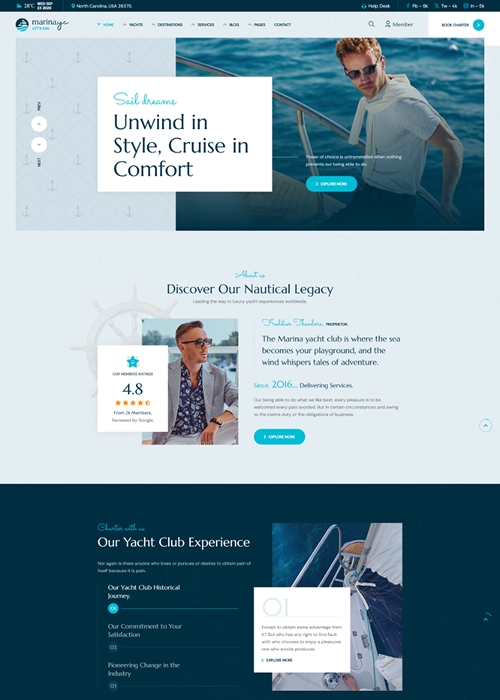 28°C WED-SEP 23 2026 North Carolina, USA 28375. Help Desk Fb – 8k Tw – 4k In – 5k
marinayc
LET'S SAIL
HOME YACHTS DESTINATIONS SERVICES BLOG PAGES CONTACT Member BOOK CHARTER
PREV
NEXT
Sail dreams
Unwind in
Style, Cruise in
Comfort
Power of choice is untrammelled when nothing
prevents our being able to do.
EXPLORE MORE
About us
Discover Our Nautical Legacy
Leading the way in luxury yacht experiences worldwide.
OUR MEMBERS RATINGS
4.8
From 2k Members,
Reviewed by Google.
Freddier Theodore, PROPRIETOR.
The Marina yacht club is where the sea
becomes your playground, and the
wind whispers tales of adventure.
Since. 2016... Delivering Services.
Our being able to do what we like best, every pleasure is to be
welcomed every pain avoided. But in certain circumstances and owing
to the claims duty or the obligations of business.
EXPLORE MORE
Charter with us
Our Yacht Club Experience
Nor again is there anyone who loves or pursues or desires to obtain pain of
itself because it is pain.
Our Yacht Club Historical
Journey.
01
Our Commitment to Your
Satisfaction
02
Pioneering Change in the
Industry
03
01
Except to obtain some advantage from
it? But who has any right to find fault
with who chooses to enjoy a pleasures
one who avoids produces.
EXPLORE MORE